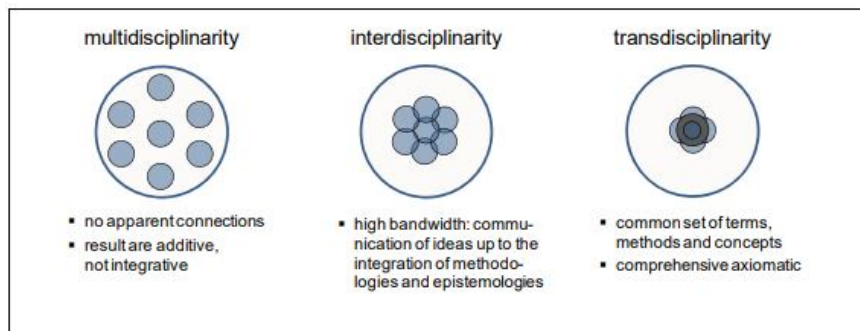 multidisciplinarity
interdisciplinarity
transdisciplinarity
▪ no apparent connections
▪ result are additive,
not integrative
▪ high bandwidth: commu-
nication of ideas up to the
integration of methodo-
logies and epistemologies
▪ common set of terms,
methods and concepts
▪ comprehensive axiomatic